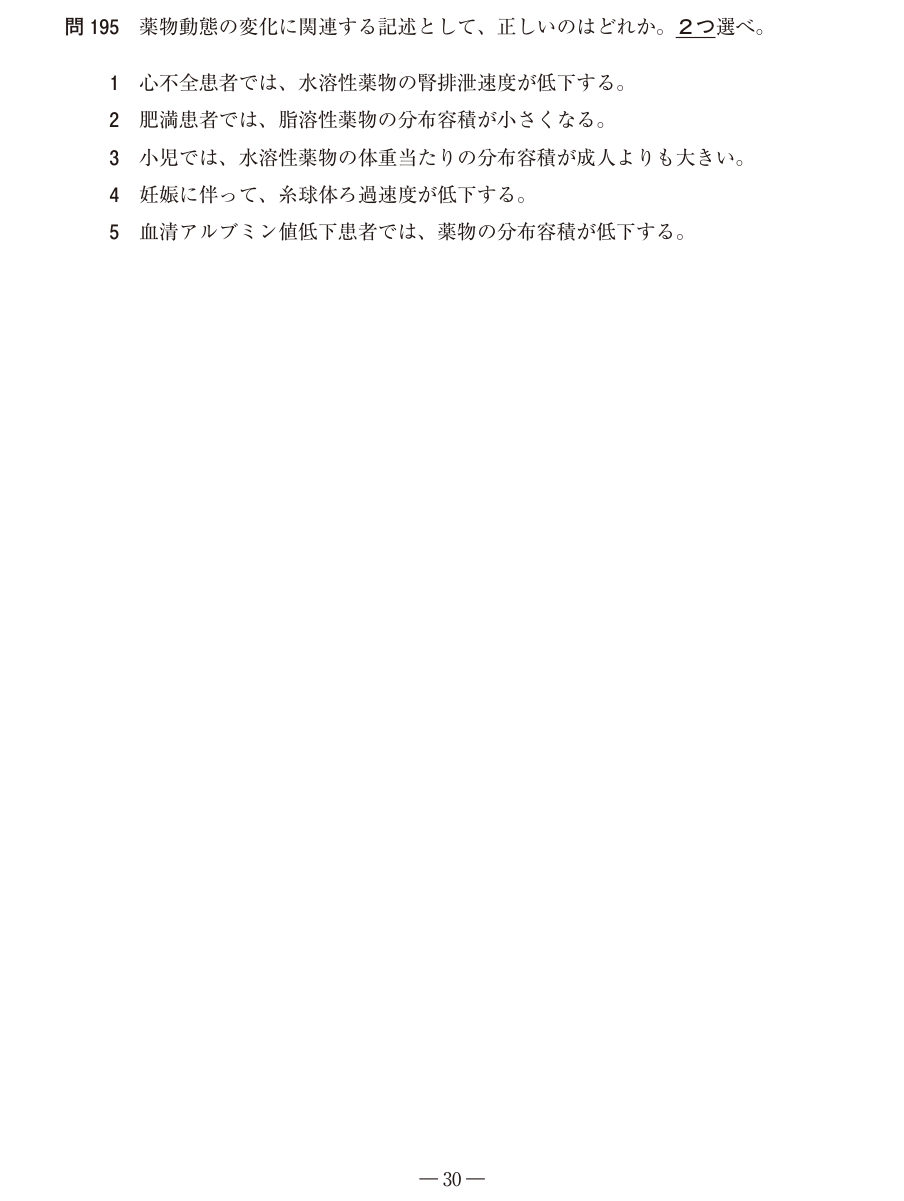 問 195　薬物動態の変化に関連する記述として、正しいのはどれか。２つ選べ。
1　心不全患者では、水溶性薬物の腎排泄速度が低下する。
2　肥満患者では、脂溶性薬物の分布容積が小さくなる。
3　小児では、水溶性薬物の体重当たりの分布容積が成人よりも大きい。
4　妊娠に伴って、糸球体ろ過速度が低下する。
5　血清アルブミン値低下患者では、薬物の分布容積が低下する。
― 30 ―